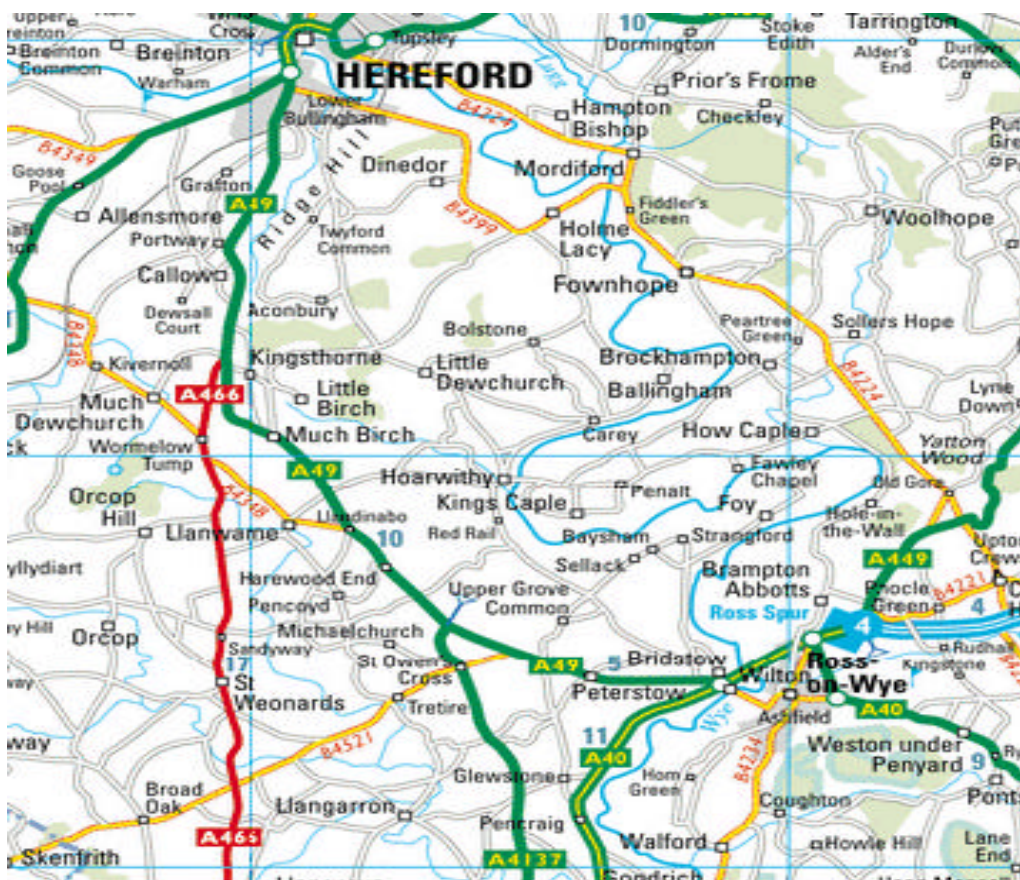 10
Stoke
Edith
Tarrington
Breinton
Tupsley
Dormington
Alder's
End
Breinton
Common
Warham
HEREFORD
Lugg
Prior's Frome
Common
Lower
Bullingham
B4224
Hampton
Bishop
Checkley
B4349
Goose
Pool
Grafton
Dinedor
Mordiford
Allensmore
A49
Ridge Hill
B4399
Fiddler's
Green
Woolhope
Portway
Twyford
Common
Holme
Lacy
Callow
Fownhope
Dewsall
Court
Aconbury
Bolstone
Peartree
Green
Sollers Hope
B4348
Kivernoll
Kingsthorne
Little
Dewchurch
Brockhampton
B4224
A466
Ballingham
Much
Dewchurch
Little
Birch
Lyne
Down
Wormelow
Tump
Much Birch
Carey
How Caple
Yatton
Wood
A49
Hoarwithy
Fawley
Chapel
Old Gore
Orcop
Hill
B4348
Kings Caple
Penalt
Foy
Hole-in-
the-Wall
Llanwarne
Llandinabo
10
Red Rail
Baysham
Strangford
A449
Harewood End
Sellack
Brampton
Abbotts
Pencoyd
Upper Grove
Common
Phocle
Green
B4221
4
Ross Spur
4
Orcop
Michaelchurch
Sandyway
St Owen's
Cross
A49
5
Bridstow
Ross-
on-Wye
Kingstone
17
St
Weonards
Peterstow
Wilton
Tretire
Wye
Ashfield
A40
B4521
11
A40
B4234
Weston under
Penyard
9
Glewstone
Hom
Green
Broad
Oak
Llangarron
Coughton
A466
Pencraig
Walford
Howle Hill
Lane
End
Skenfrith
A4137
Goodrich